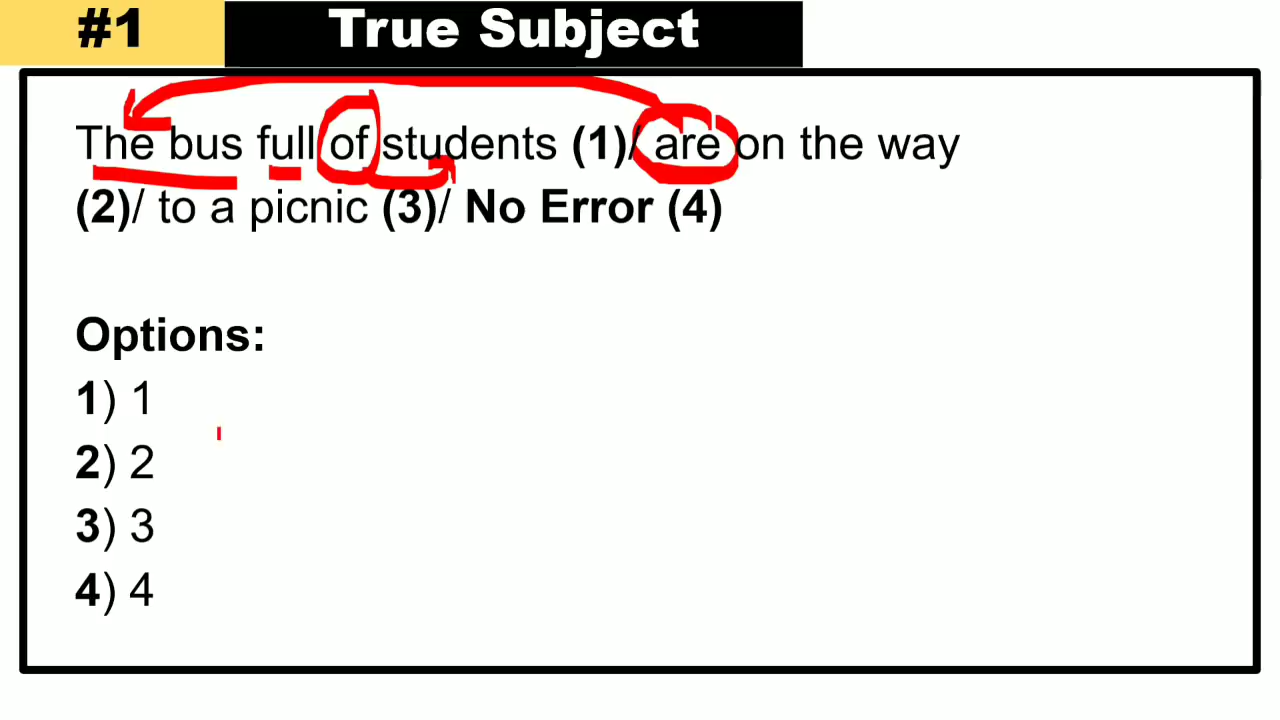 #1
True Subject
The bus full of students (1)/ are on the way
(2)/ to a picnic (3)/ No Error (4)
Options:
1) 1
2) 2
3) 3
4) 4